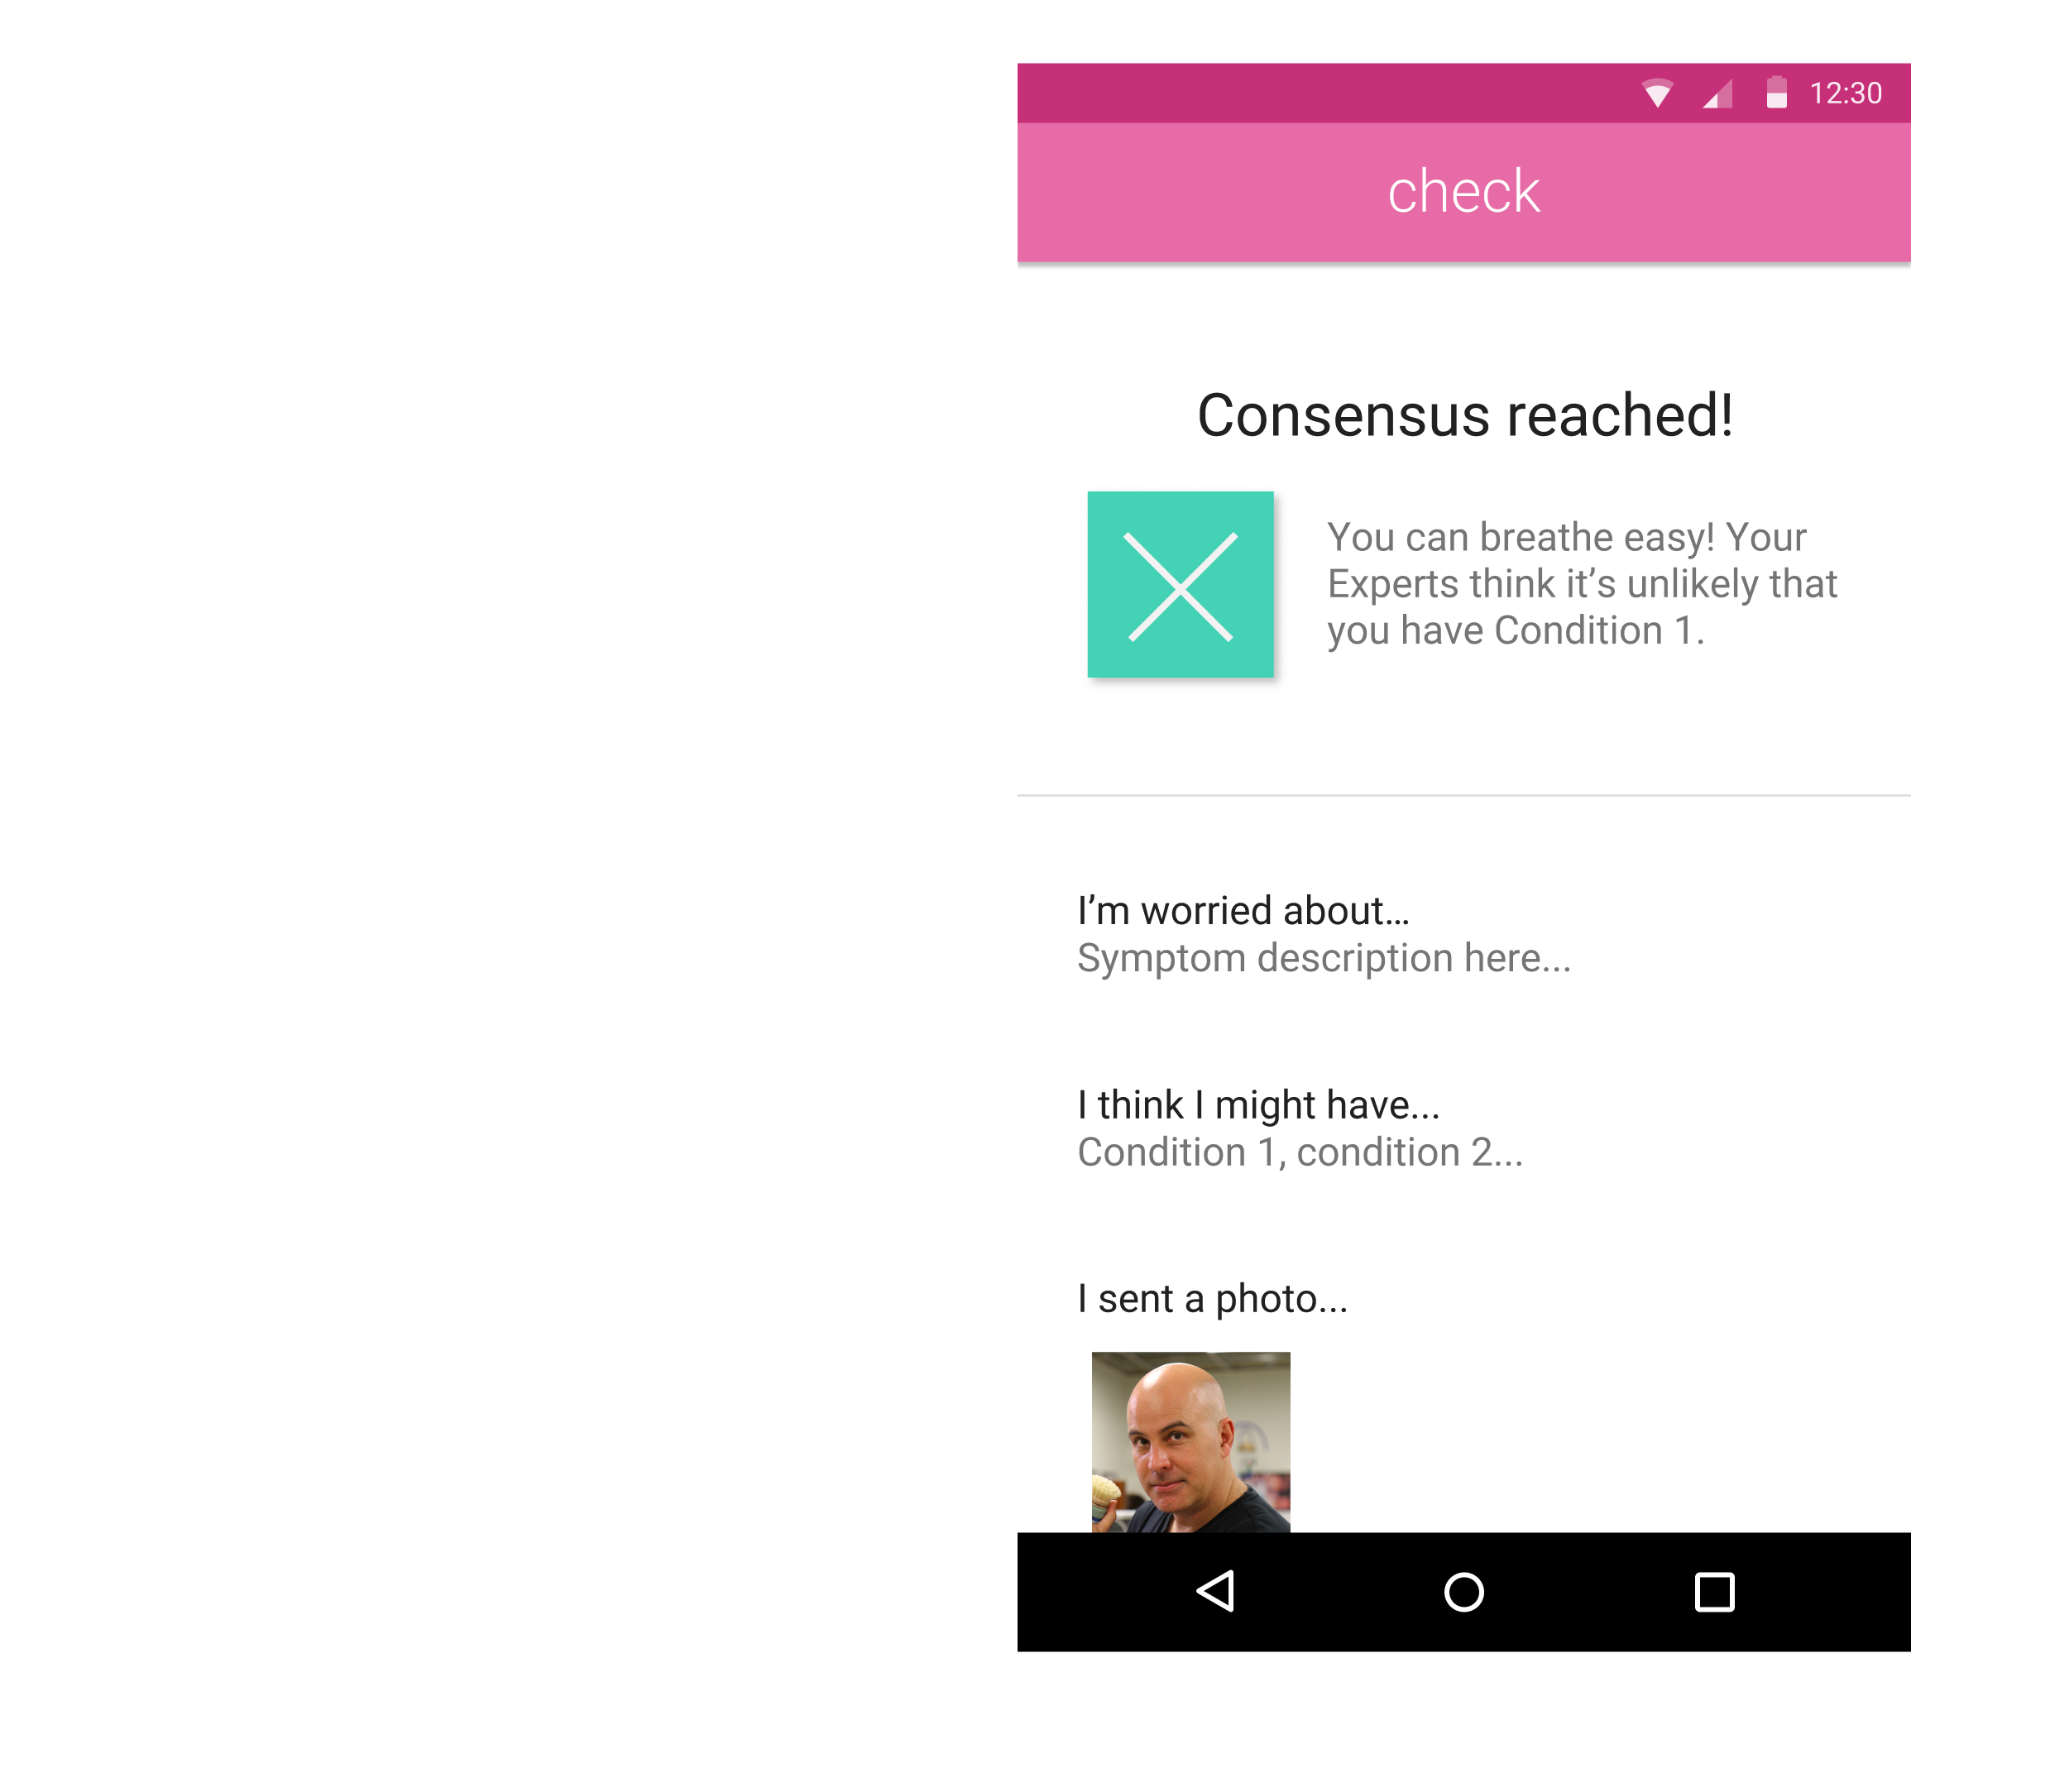 12:30
check
Consensus reached!
You can breathe easy! Your
Experts think it’s unlikely that
you have Condition 1.
I’m worried about...
Symptom description here...
I think I might have...
Condition 1, condition 2...
I sent a photo...